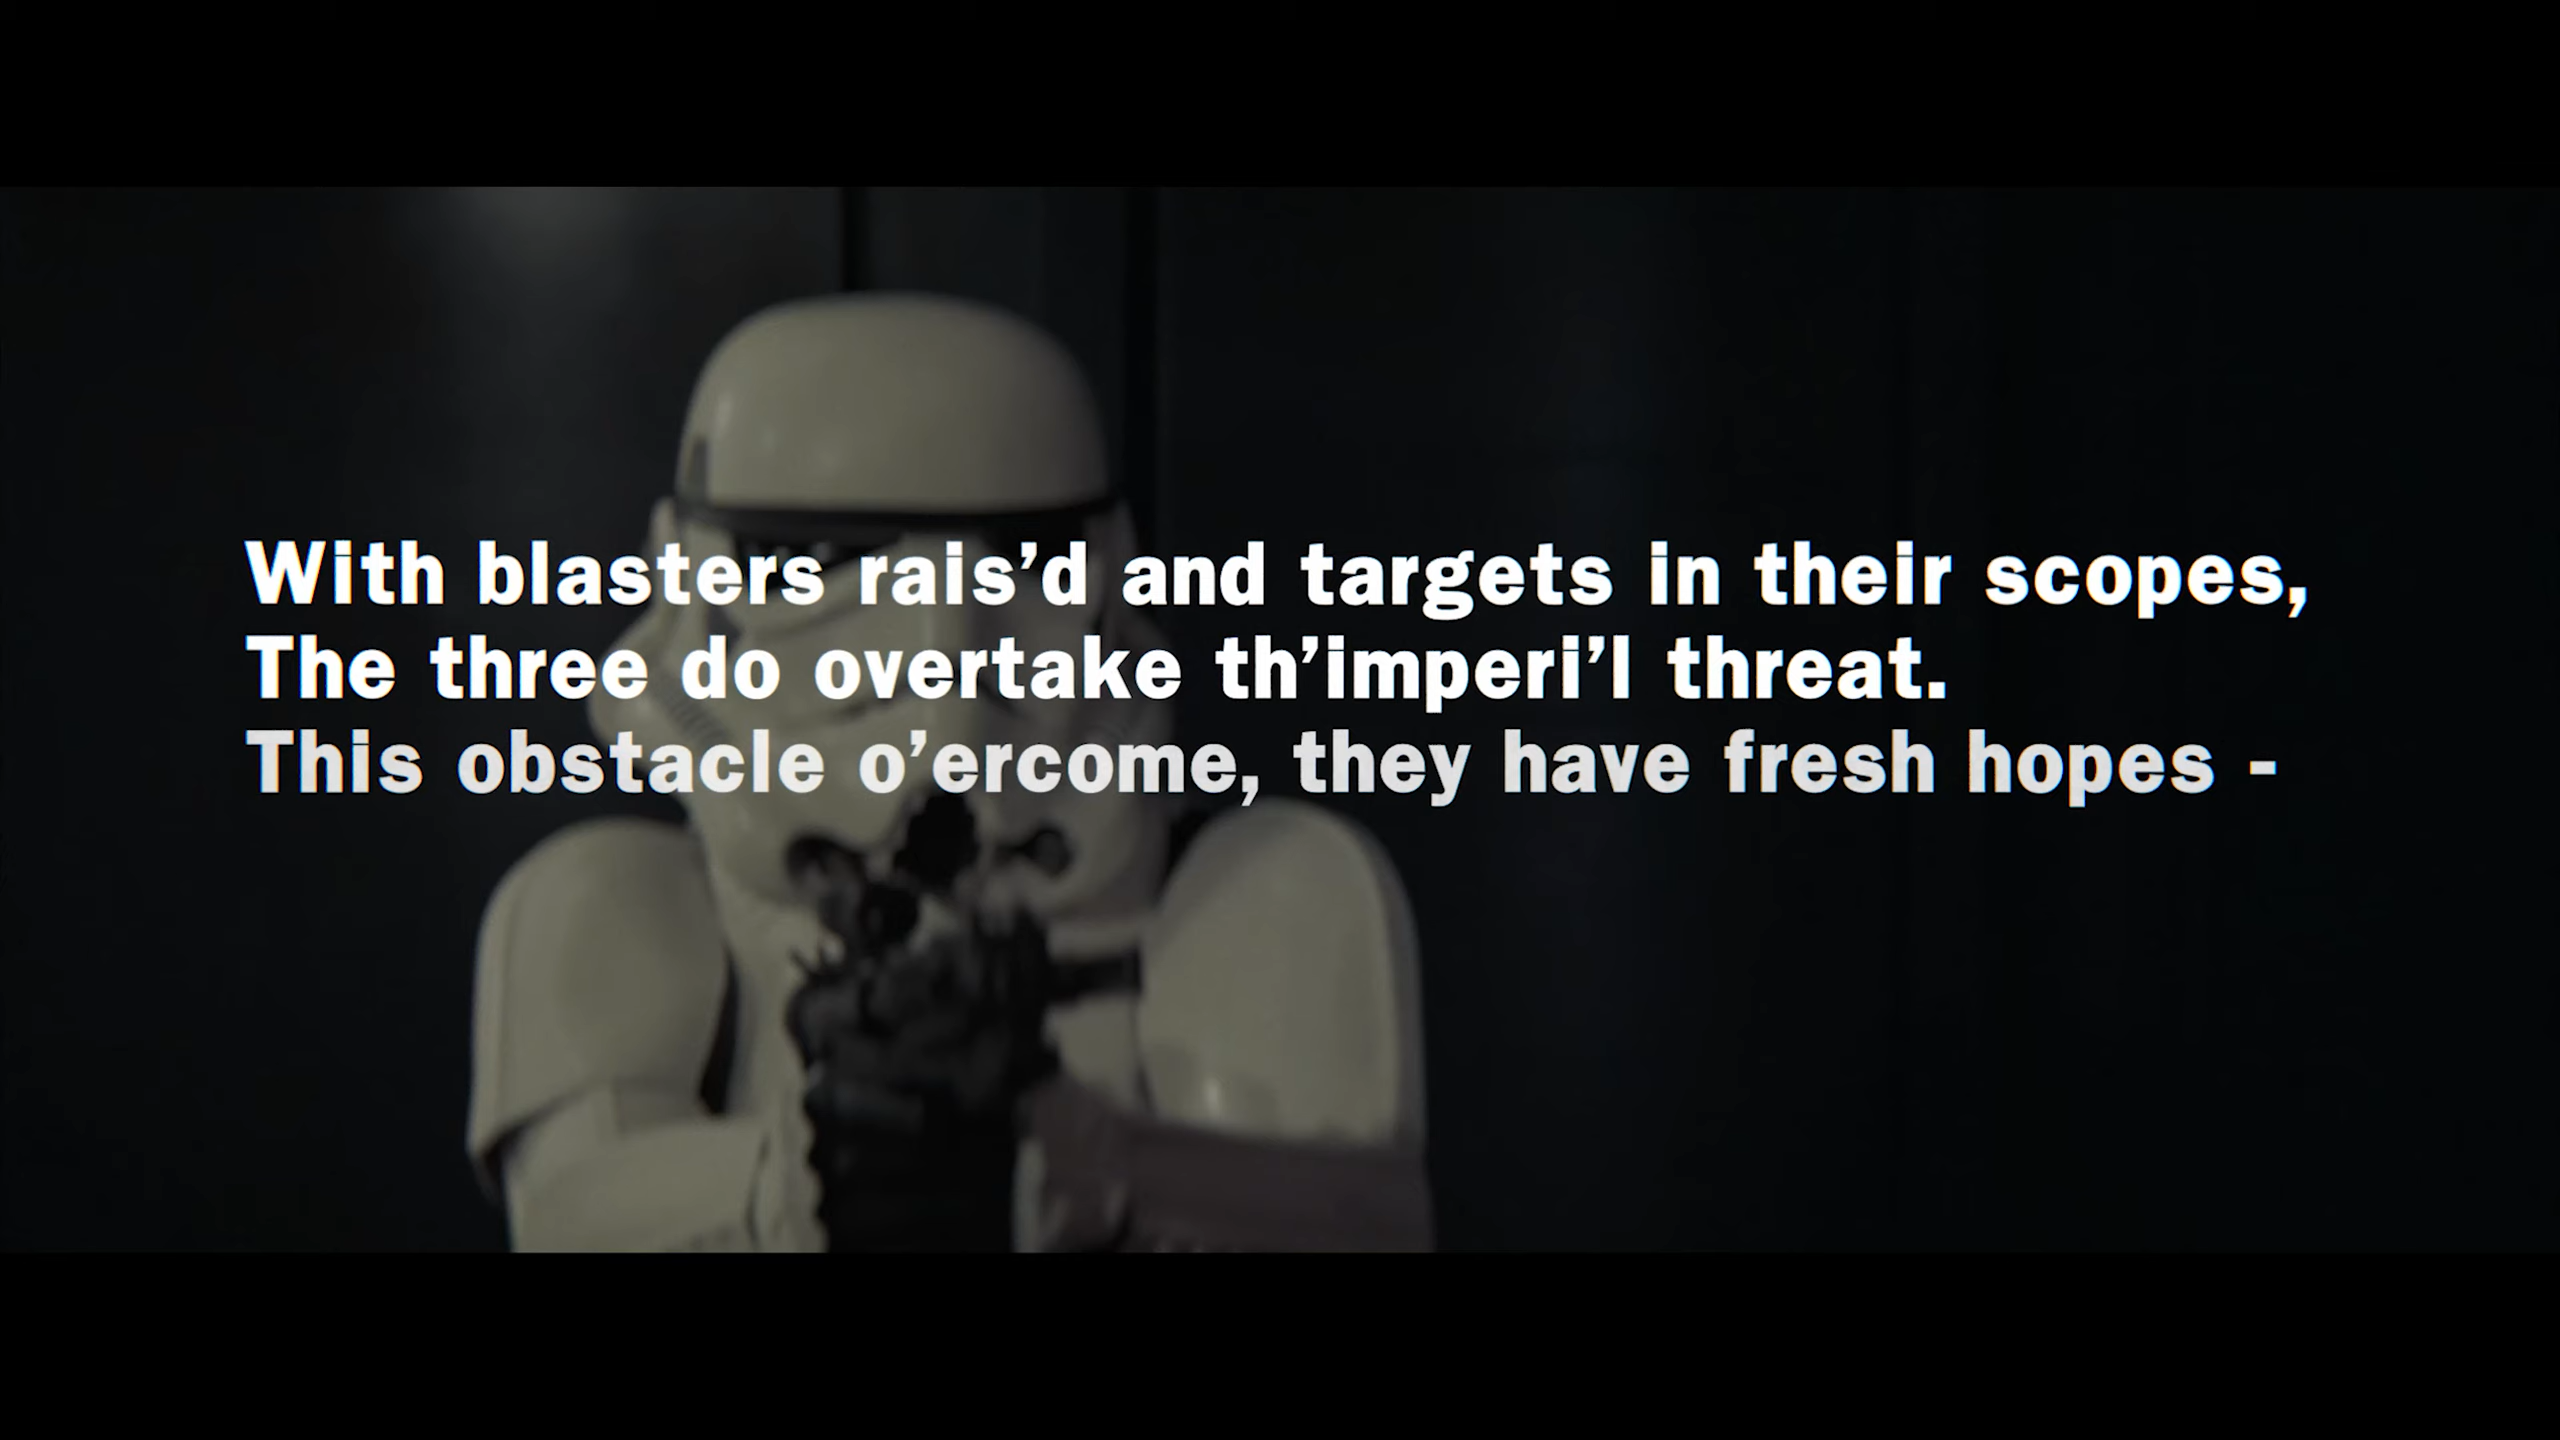 With blasters rais’d and targets in their scopes,
The three do overtake th’imperi’l threat.
This obstacle o’ercome, they have fresh hopes -